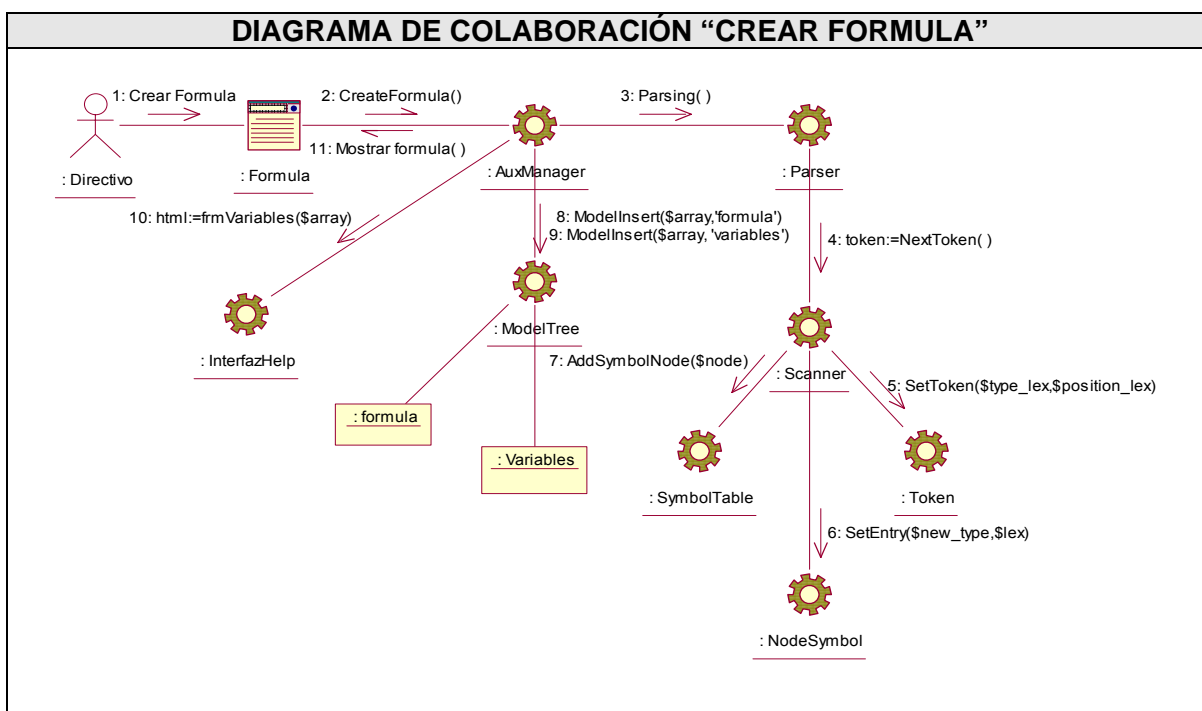 DIAGRAMA DE COLABORACIÓN “CREAR FORMULA”
1: Crear Formula
2: CreateFormula()
3: Parsing( )
11: Mostrar formula( )
: Directivo
: Formula
: AuxManager
: Parser
10: html:=frmVariables($array)
8: ModelInsert($array,'formula')
9: ModelInsert($array, 'variables')
4: token:=NextToken( )
: InterfazHelp
: ModelTree
7: AddSymbolNode($node)
: Scanner
5: SetToken($type_lex,$position_lex)
: formula
: Variables
: SymbolTable
: Token
6: SetEntry($new_type,$lex)
: NodeSymbol